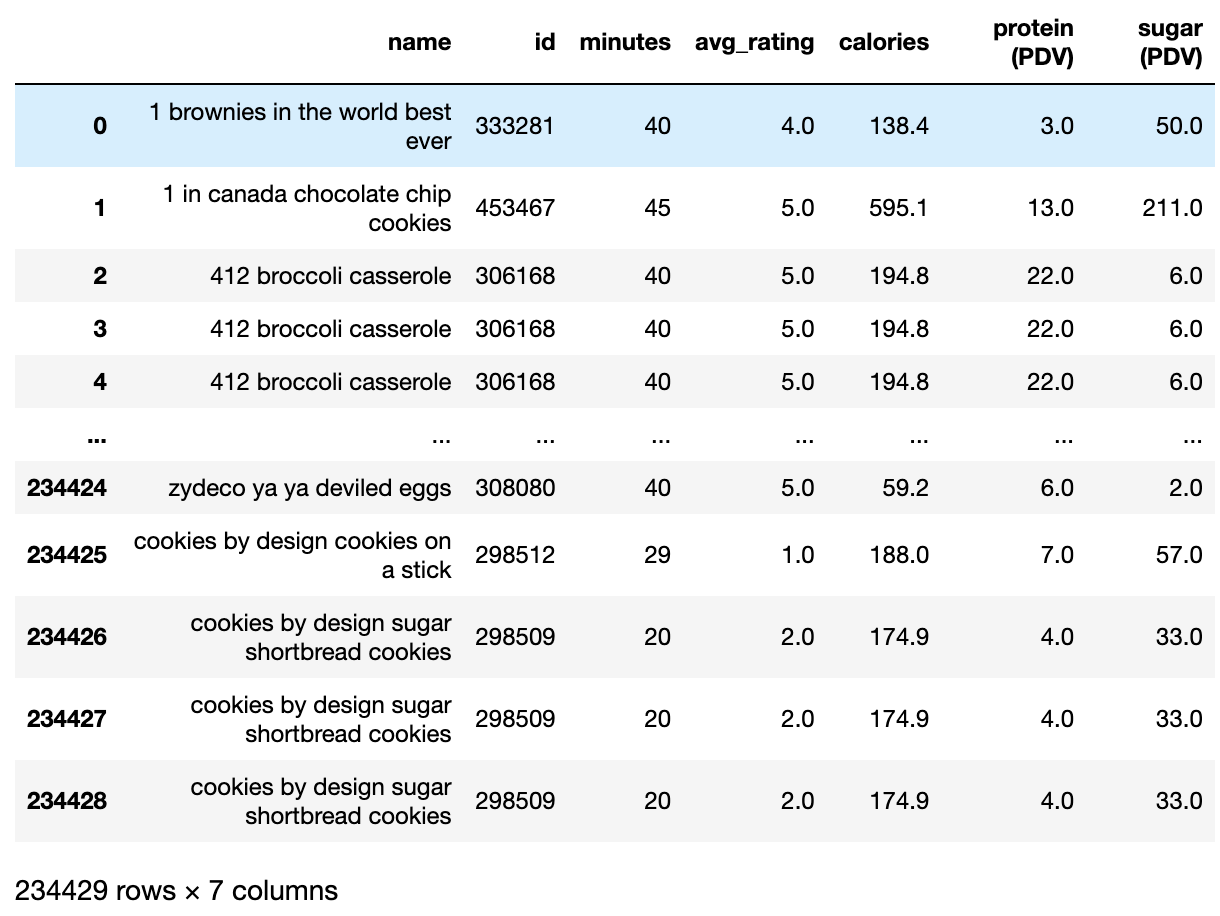 name id minutes avg_rating calories protein (PDV) sugar (PDV)
0 1 brownies in the world best ever 333281 40 4.0 138.4 3.0 50.0
1 1 in canada chocolate chip cookies 453467 45 5.0 595.1 13.0 211.0
2 412 broccoli casserole 306168 40 5.0 194.8 22.0 6.0
3 412 broccoli casserole 306168 40 5.0 194.8 22.0 6.0
4 412 broccoli casserole 306168 40 5.0 194.8 22.0 6.0
... ... ... ... ... ... ... ...
234424 zydeco ya ya deviled eggs 308080 40 5.0 59.2 6.0 2.0
234425 cookies by design cookies on a stick 298512 29 1.0 188.0 7.0 57.0
234426 cookies by design sugar shortbread cookies 298509 20 2.0 174.9 4.0 33.0
234427 cookies by design sugar shortbread cookies 298509 20 2.0 174.9 4.0 33.0
234428 cookies by design sugar shortbread cookies 298509 20 2.0 174.9 4.0 33.0
234429 rows × 7 columns